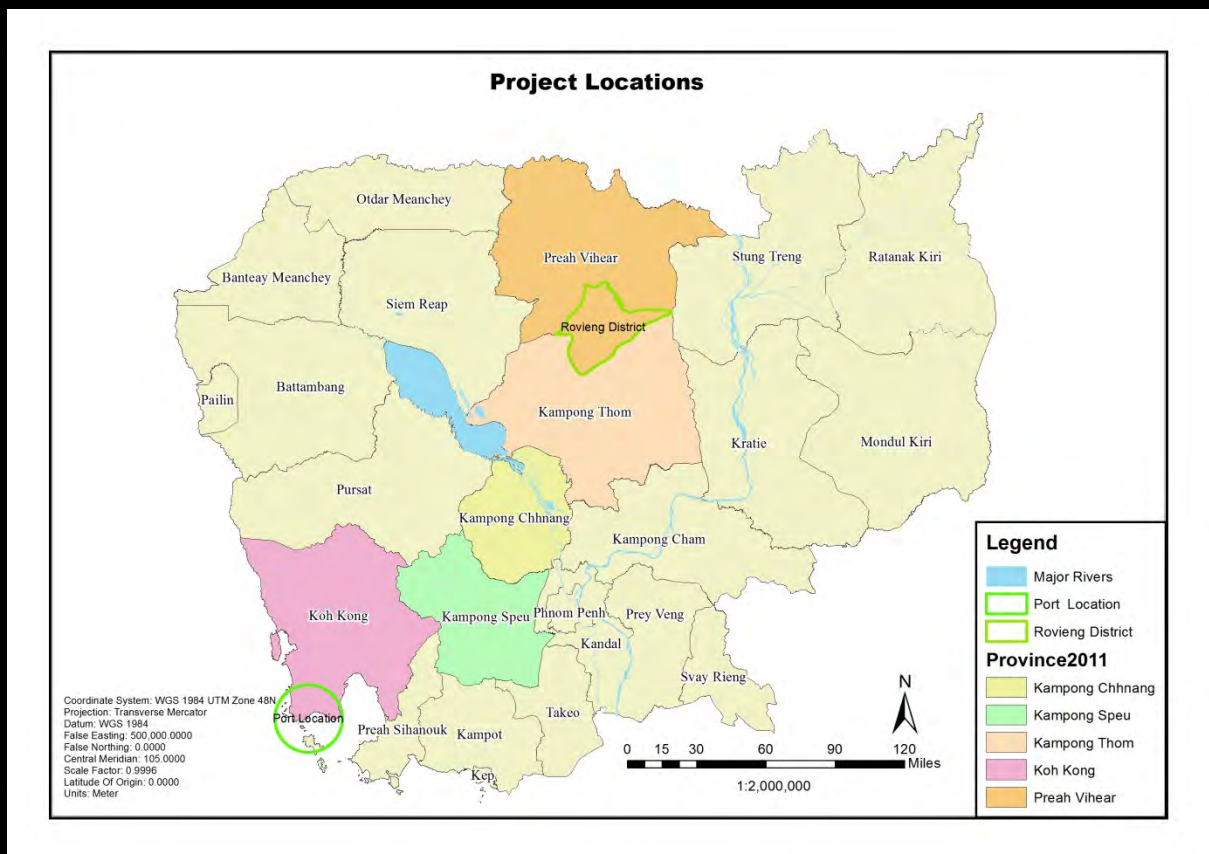 Project Locations
Otdar Meanchey
Preah Vihear
Stung Treng
Ratanak Kiri
Banteay Meanchey
Siem Reap
Rovieng District
Battambang
Pailin
Kampong Thom
Kratie
Mondul Kiri
Pursat
Kampong Chhnang
Kampong Cham
Koh Kong
Kampong Speu
Phnom Penh
Prey Veng
Kandal
Svay Rieng
Takeo
Port Location
Preah Sihanouk
Kampot
Kep
Coordinate System: WGS 1984 UTM Zone 48N
Projection: Transverse Mercator
Datum: WGS 1984
False Easting: 500,000.0000
False Northing: 0.0000
Central Meridian: 105.0000
Scale Factor: 0.9996
Latitude Of Origin: 0.0000
Units: Meter
N
0 15 30 60 90 120
Miles
1:2,000,000
Legend
Major Rivers
Port Location
Rovieng District
Province2011
Kampong Chhnang
Kampong Speu
Kampong Thom
Koh Kong
Preah Vihear